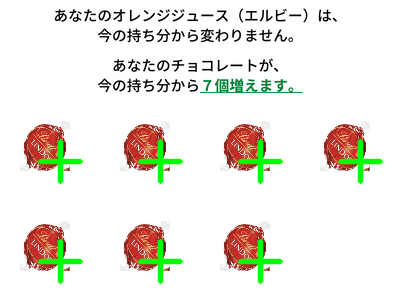 あなたのオレンジジュース（エルビー）は、
今の持ち分から変わりません。
あなたのチョコレートが、
今の持ち分から７個増えます。